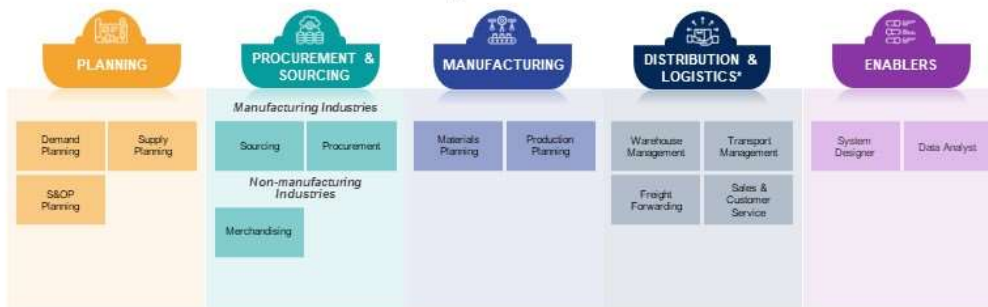 PLANNING
Demand
Planning
Supply
Planning
S&OP
Planning
PROCUREMENT &
SOURCING
Manufacturing Industries
Sourcing
Procurement
Non-manufacturing
Industries
Merchandising
MANUFACTURING
Materials
Planning
Production
Planning
DISTRIBUTION &
LOGISTICS*
Warehouse
Management
Transport
Management
Freight
Forwarding
Sales &
Customer
Service
ENABLERS
System
Designer
Data Analyst